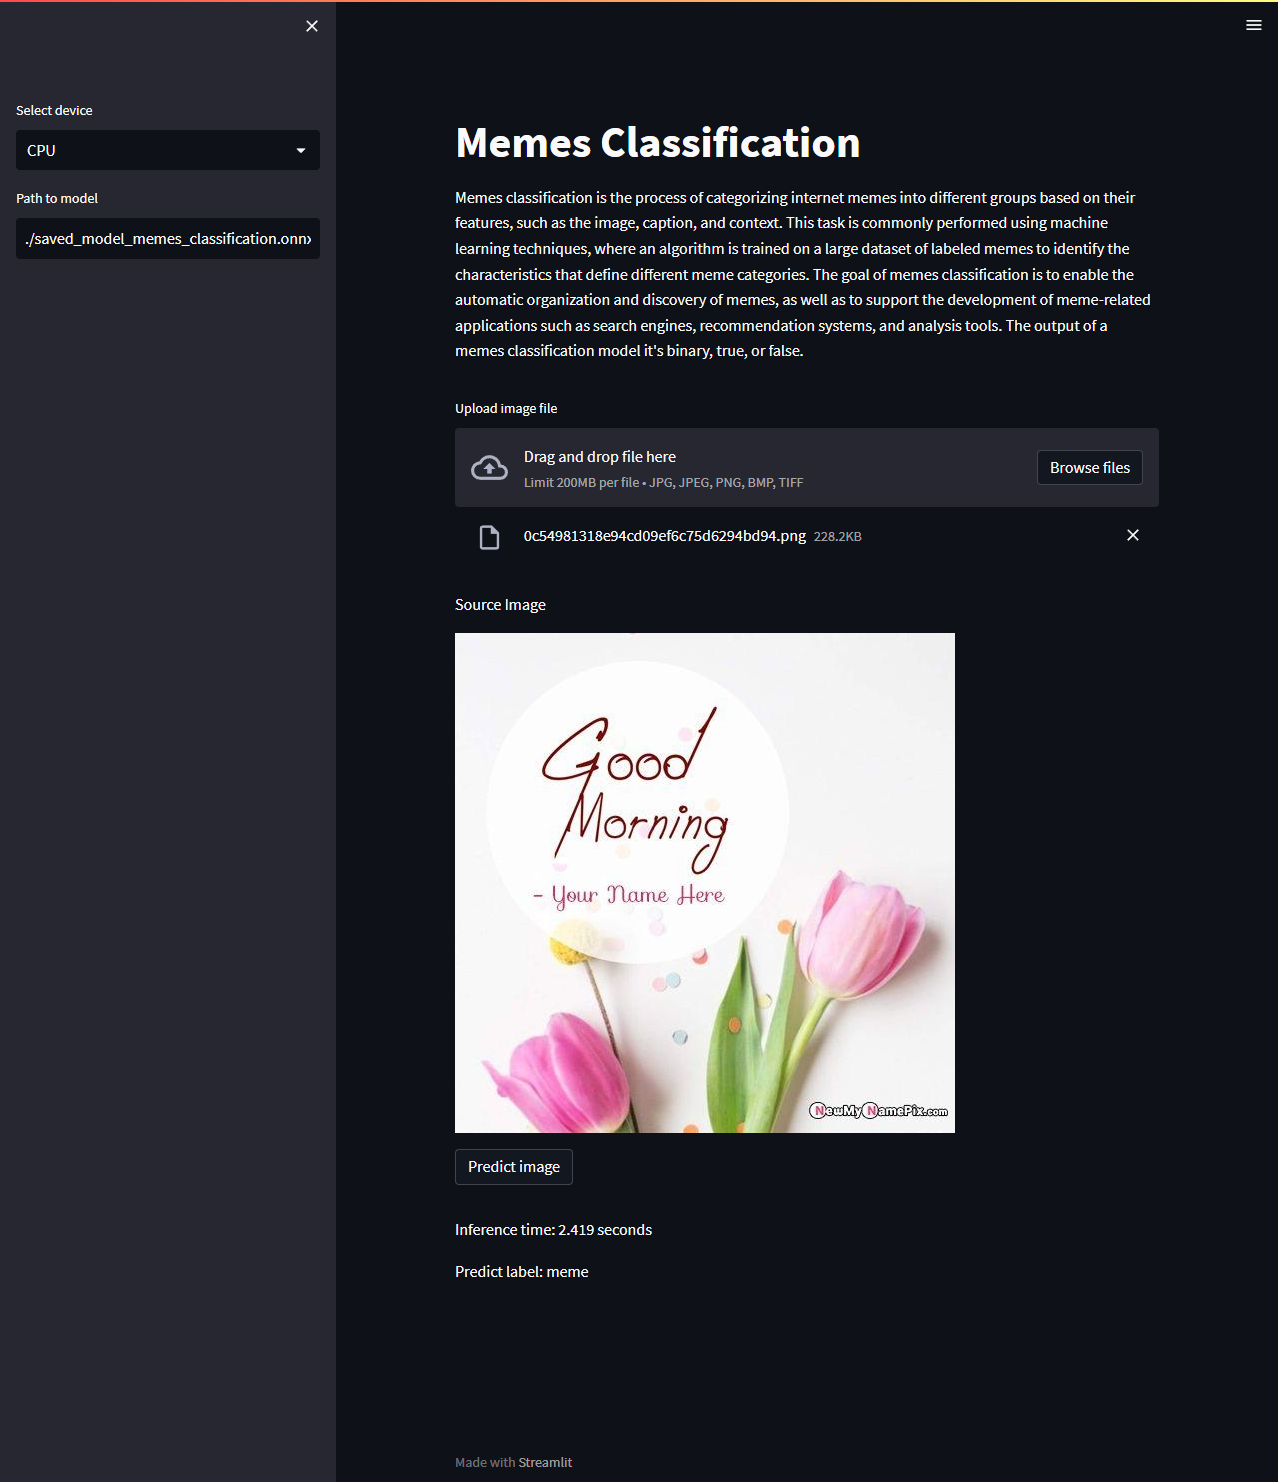 Select device
CPU
Path to model
./saved_model_memes_classification.onnx
Memes Classification
Memes classification is the process of categorizing internet memes into different groups based on their
features, such as the image, caption, and context. This task is commonly performed using machine
learning techniques, where an algorithm is trained on a large dataset of labeled memes to identify the
characteristics that define different meme categories. The goal of memes classification is to enable the
automatic organization and discovery of memes, as well as to support the development of meme-related
applications such as search engines, recommendation systems, and analysis tools. The output of a
memes classification model it's binary, true, or false.
Upload image file
Drag and drop file here
Limit 200MB per file • JPG, JPEG, PNG, BMP, TIFF
Browse files
0c54981318e94cd09ef6c75d6294bd94.png 228.2KB
Source Image
Good
Morning
- Your Name Here
NewMyNamePix.com
Predict image
Inference time: 2.419 seconds
Predict label: meme
Made with Streamlit